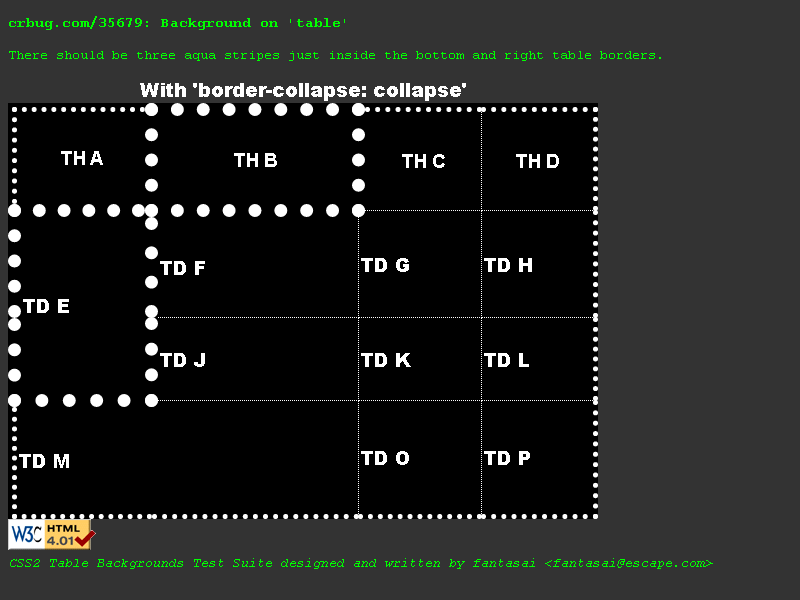 crbug.com/35679: Background on 'table'
There should be three aqua stripes just inside the bottom and right table borders.
With 'border-collapse: collapse'
TH A TH B TH C TH D
TD E
TD F TD G TD H
TD J TD K TD L
TD M TD O TD P
W3C HTML 4.01
CSS2 Table Backgrounds Test Suite designed and written by fantasai <fantasai@escape.com>